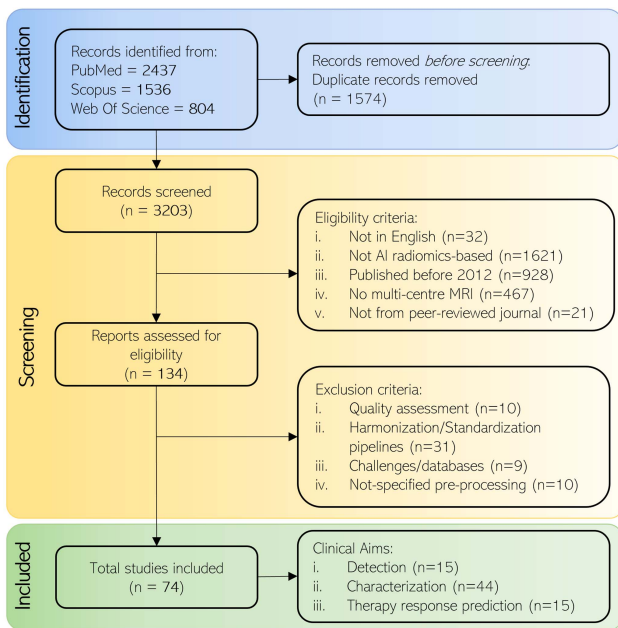 Identification
Records identified from:
PubMed = 2437
Scopus = 1536
Web Of Science = 804
Records removed before screening:
Duplicate records removed
(n = 1574)
Screening
Records screened
(n = 3203)
Eligibility criteria:
i. Not in English (n=32)
ii. Not AI radiomics-based (n=1621)
iii. Published before 2012 (n=928)
iv. No multi-centre MRI (n=467)
v. Not from peer-reviewed journal (n=21)
Reports assessed for
eligibility
(n = 134)
Exclusion criteria:
i. Quality assessment (n=10)
ii. Harmonization/Standardization
pipelines (n=31)
iii. Challenges/databases (n=9)
iv. Not-specified pre-processing (n=10)
Included
Total studies included
(n = 74)
Clinical Aims:
i. Detection (n=15)
ii. Characterization (n=44)
iii. Therapy response prediction (n=15)